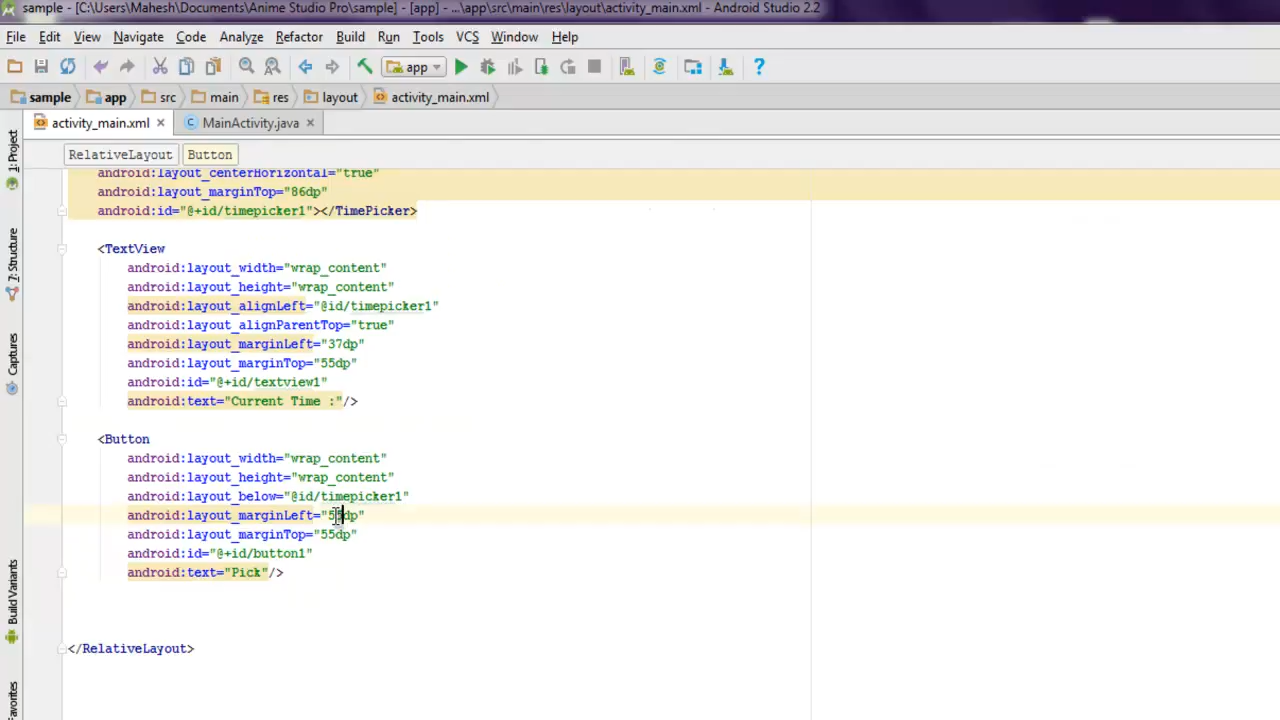 sample - [C:\Users\Mahesh\Documents\Anime Studio Pro\sample] - [app] - ...\app\src\main\res\layout\activity_main.xml - Android Studio 2.2
File Edit View Navigate Code Analyze Refactor Build Run Tools VCS Window Help
app
sample app src main res layout activity_main.xml
activity_main.xml MainActivity.java
RelativeLayout Button
1: Project
7: Structure
Captures
Build Variants
Favorites
android:layout_centerHorizontal="true"
android:layout_marginTop="86dp"
android:id="@+id/timepicker1"></TimePicker>
<TextView
android:layout_width="wrap_content"
android:layout_height="wrap_content"
android:layout_alignLeft="@id/timepicker1"
android:layout_alignParentTop="true"
android:layout_marginLeft="37dp"
android:layout_marginTop="55dp"
android:id="@+id/textview1"
android:text="Current Time :"/>
<Button
android:layout_width="wrap_content"
android:layout_height="wrap_content"
android:layout_below="@id/timepicker1"
android:layout_marginLeft="55dp"
android:layout_marginTop="55dp"
android:id="@+id/button1"
android:text="Pick"/>
</RelativeLayout>